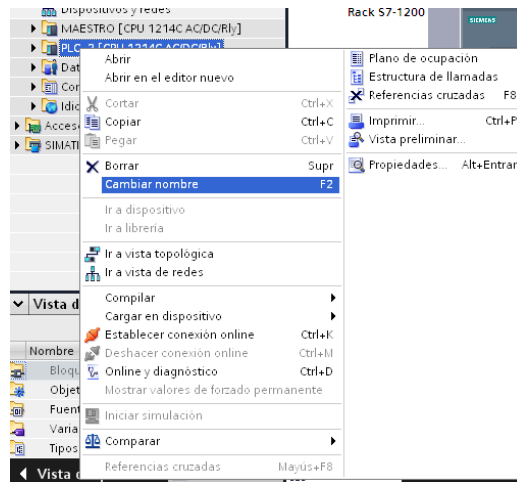 Dispositivos y redes
MAESTRO [CPU 1214C AC/DC/Rly]
PLC_2 [CPU 1214C AC/DC/Rly]
Dat
Cor
Idic
Acces
SIMATI
Rack S7-1200
SIEMENS
Abrir
Abrir en el editor nuevo
Cortar Ctrl+X
Copiar Ctrl+C
Pegar Ctrl+V
Borrar Supr
Cambiar nombre F2
Ir a dispositivo
Ir a librería
Ir a vista topológica
Ir a vista de redes
Compilar
Cargar en dispositivo
Establecer conexión online Ctrl+K
Deshacer conexión online Ctrl+M
Online y diagnóstico Ctrl+D
Mostrar valores de forzado permanente
Iniciar simulación
Comparar
Referencias cruzadas Mayús+F8
Plano de ocupación
Estructura de llamadas
Referencias cruzadas F8
Imprimir... Ctrl+P
Vista preliminar...
Propiedades... Alt+Entrar
Vista d
Nombre
Bloqu
Objet
Fuent
Varia
Tipos
Vista d